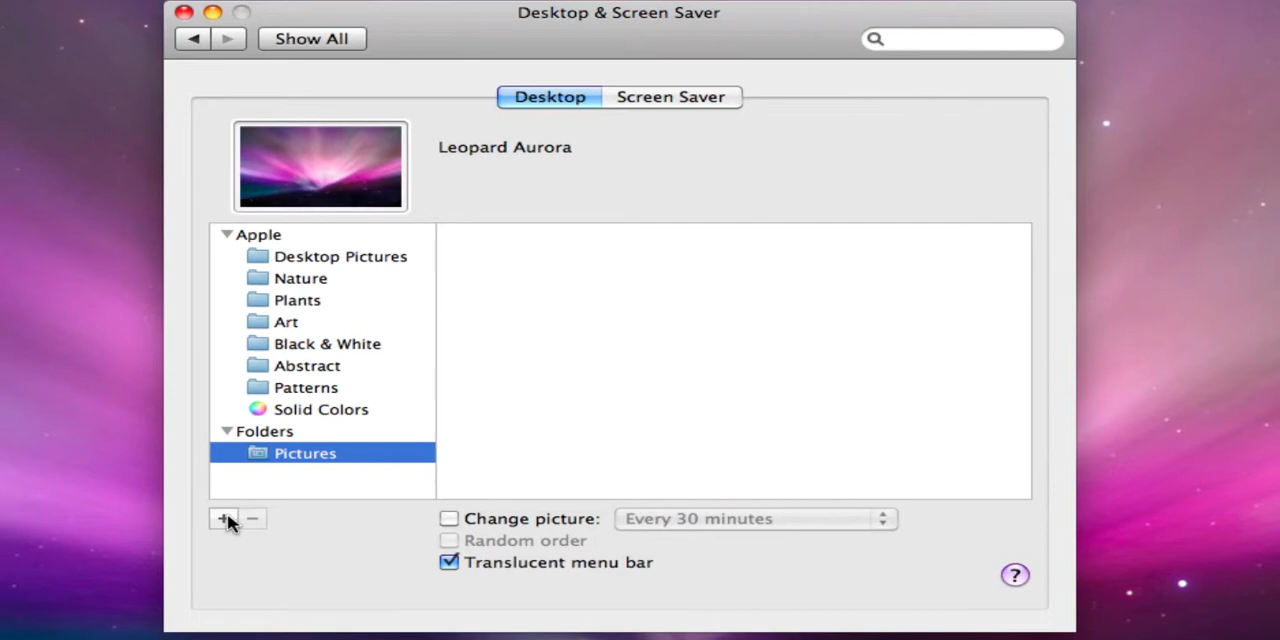 Desktop & Screen Saver
Show All
Desktop Screen Saver
Leopard Aurora
Apple
Desktop Pictures
Nature
Plants
Art
Black & White
Abstract
Patterns
Solid Colors
Folders
Pictures
+ −
Change picture: Every 30 minutes
Random order
Translucent menu bar
?